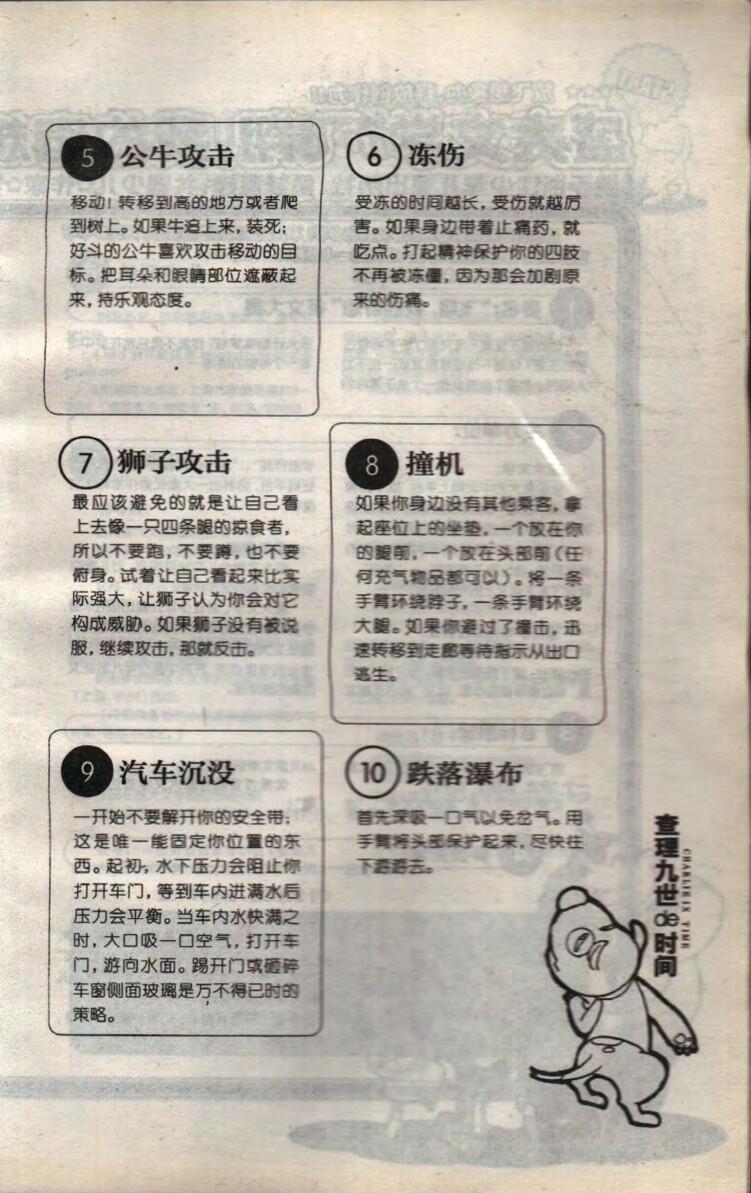 5 公牛攻击
移动！转移到高的地方或者爬
到树上。如果牛追上来，装死；
好斗的公牛喜欢攻击移动的目
标。把耳朵和眼睛部位遮蔽起
来，持乐观态度。
6 冻伤
受冻的时间越长，受伤就越厉
害。如果身边带着止痛药，就
吃点。打起精神保护你的四肢
不再被冻僵，因为那会加剧原
来的伤痛。
7 狮子攻击
最应该避免的就是让自己看
上去像一只四条腿的掠食者，
所以不要跑，不要蹲，也不要
俯身。试着让自己看起来比实
际强大，让狮子认为你会对它
构成威胁。如果狮子没有被说
服，继续攻击，那就反击。
8 撞机
如果你身边没有其他乘客，拿
起座位上的坐垫，一个放在你
的腿前，一个放在头部前（任
何充气物品都可以）。将一条
手臂环绕脖子，一条手臂环绕
大腿。如果你避过了撞击，迅
速转移到走廊等待指示从出口
逃生。
9 汽车沉没
一开始不要解开你的安全带；
这是唯一能固定你位置的东
西。起初，水下压力会阻止你
打开车门，等到车内进满水后
压力会平衡。当车内水快满之
时，大口吸一口空气，打开车
门，游向水面。踢开门或砸碎
车窗侧面玻璃是万不得已时的
策略。
10 跌落瀑布
首先深吸一口气以免岔气。用
手臂将头部保护起来，尽快往
下游游去。
查理九世de时间
CHARLIE IX TIME